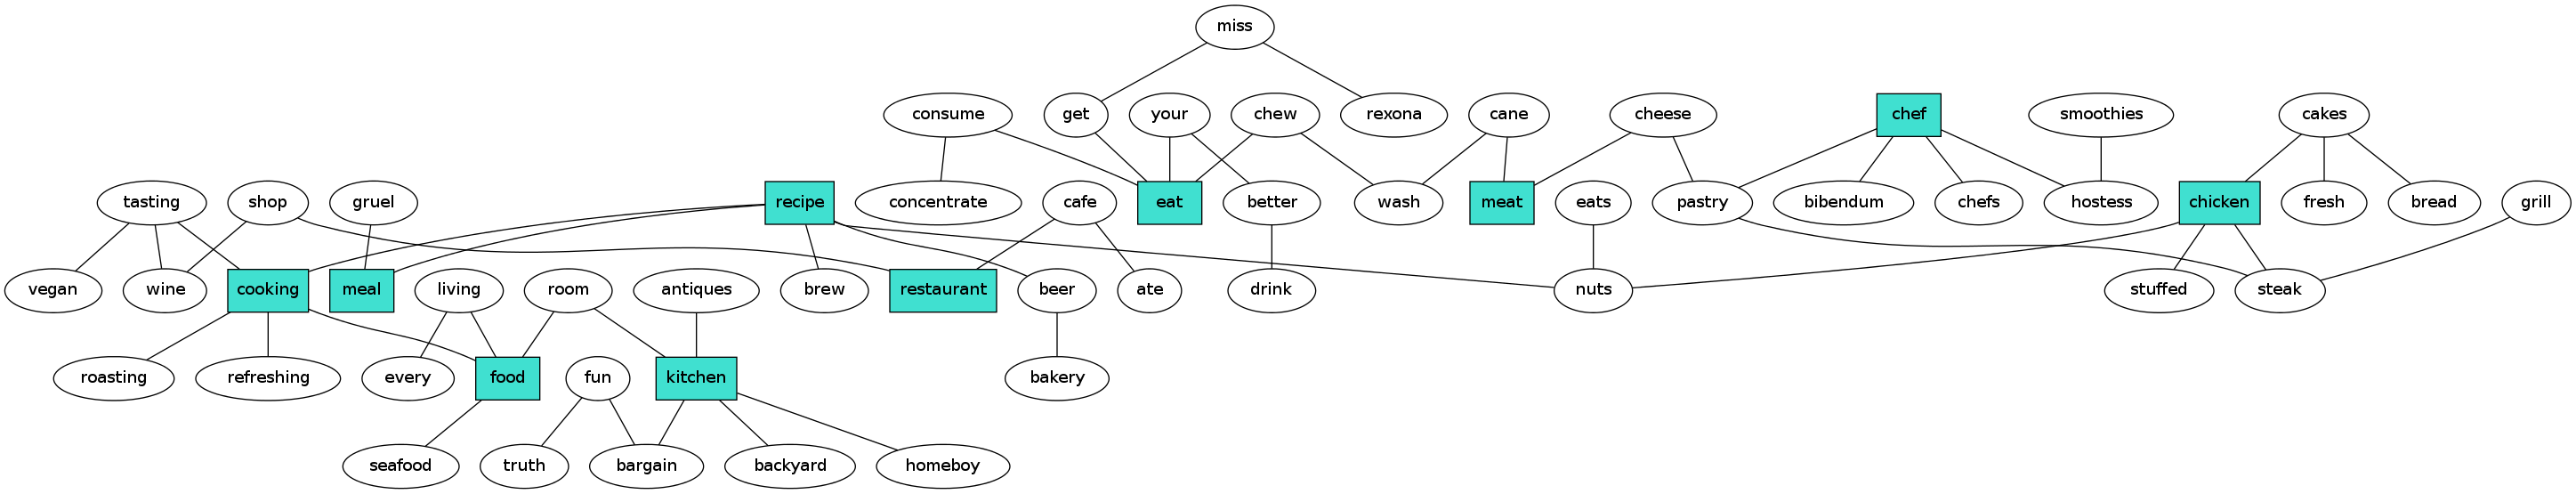 miss
consume
get
your
chew
rexona
cane
cheese
chef
smoothies
cakes
tasting
shop
gruel
recipe
concentrate
cafe
eat
better
wash
meat
eats
pastry
bibendum
chefs
hostess
chicken
fresh
bread
grill
vegan
wine
cooking
meal
living
room
antiques
brew
restaurant
beer
ate
drink
nuts
stuffed
steak
roasting
refreshing
every
food
fun
kitchen
bakery
seafood
truth
bargain
backyard
homeboy